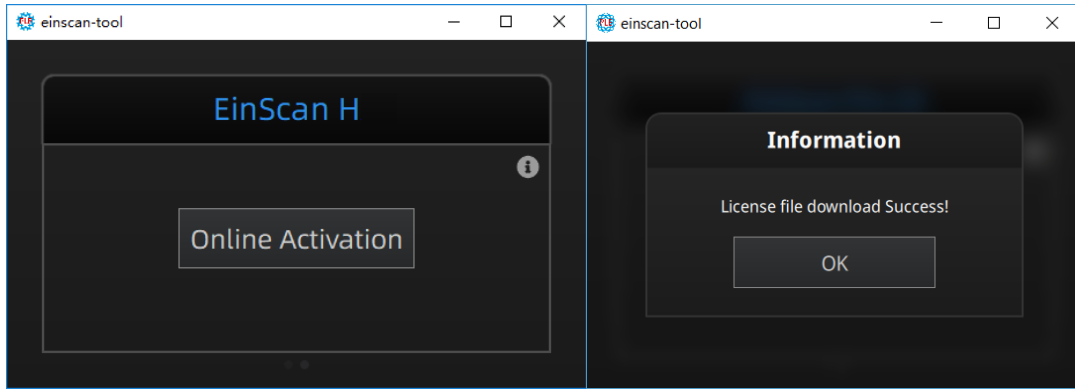 einscan-tool
EinScan H
Online Activation
einscan-tool
Information
License file download Success!
OK